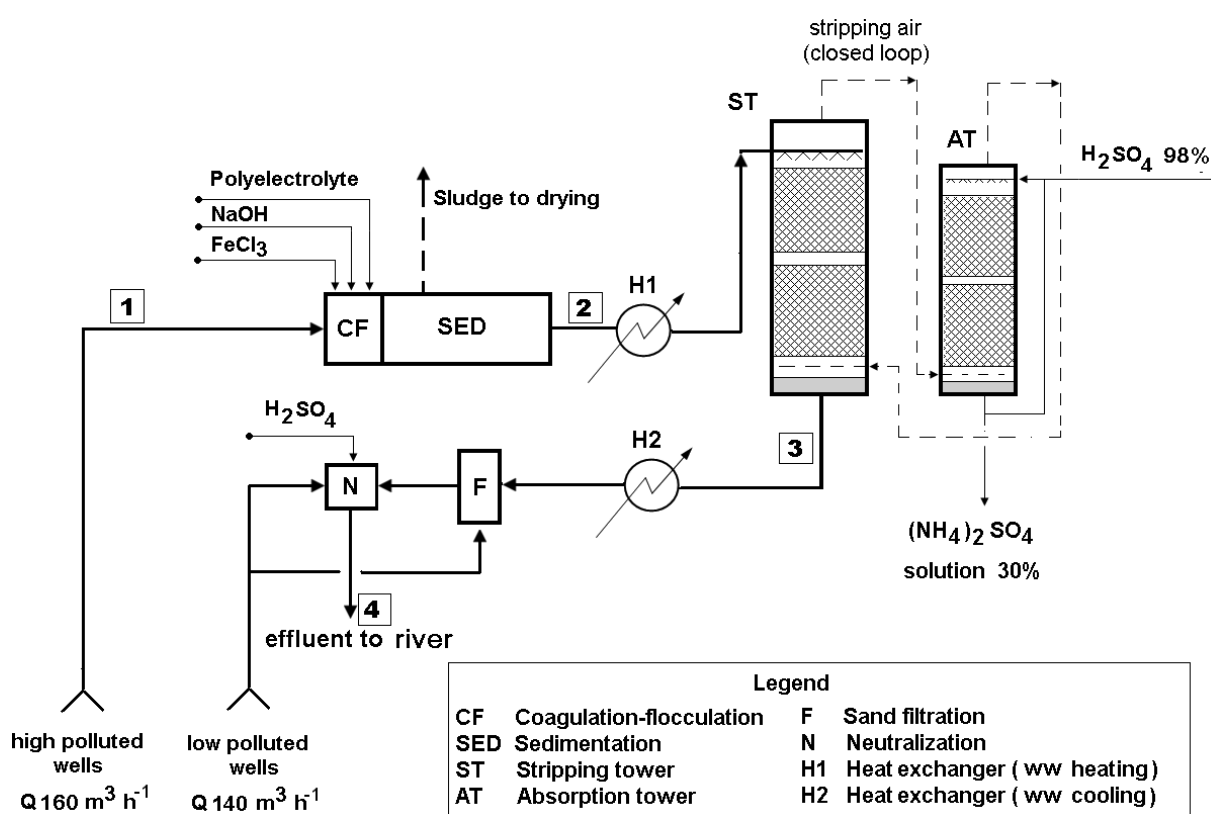 stripping air
(closed loop)
ST
AT
H₂SO₄ 98%
Polyelectrolyte
NaOH
FeCl₃
Sludge to drying
1
CF
SED
2
H1
H₂SO₄
N
F
H2
3
4
effluent to river
(NH₄)₂SO₄
solution 30%
high polluted
wells
Q 160 m³ h⁻¹
low polluted
wells
Q 140 m³ h⁻¹
Legend
CF Coagulation-flocculation
SED Sedimentation
ST Stripping tower
AT Absorption tower
F Sand filtration
N Neutralization
H1 Heat exchanger ( ww heating)
H2 Heat exchanger ( ww cooling)